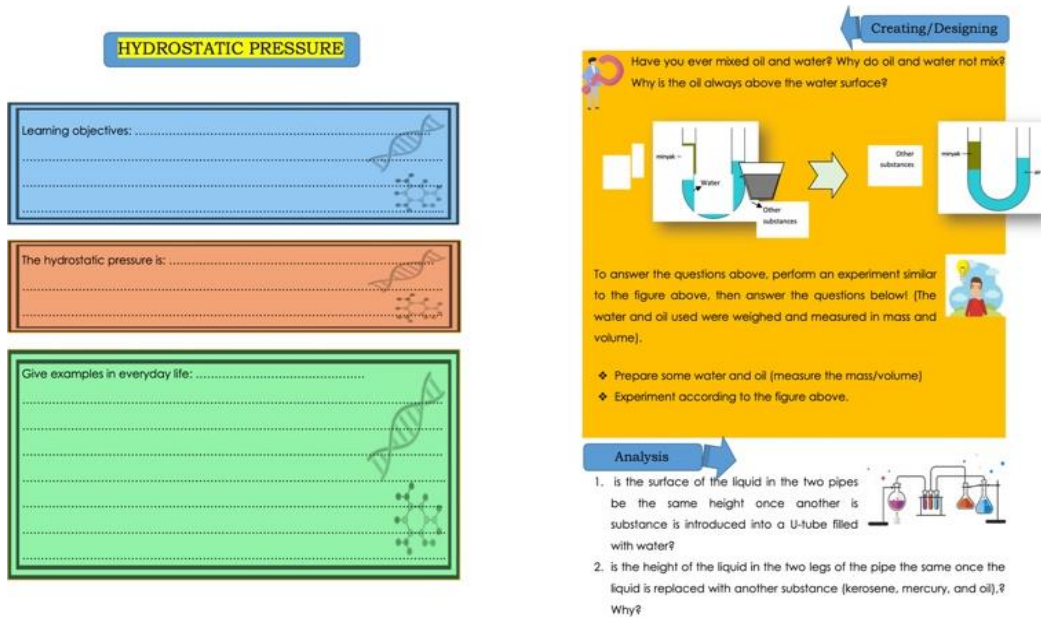 HYDROSTATIC PRESSURE
Learning objectives: ........................................
The hydrostatic pressure is: ........................................
Give examples in everyday life: ........................................
Creating/Designing
Have you ever mixed oil and water? Why do oil and water not mix?
Why is the oil always above the water surface?
minyak
Water
Other
substances
Other
substances
minyak
To answer the questions above, perform an experiment similar
to the figure above, then answer the questions below! (The
water and oil used were weighed and measured in mass and
volume).
❖ Prepare some water and oil (measure the mass/volume)
❖ Experiment according to the figure above.
Analysis
1. is the surface of the liquid in the two pipes
be the same height once another is
substance is introduced into a U-tube filled
with water?
2. is the height of the liquid in the two legs of the pipe the same once the
liquid is replaced with another substance (kerosene, mercury, and oil),?
Why?